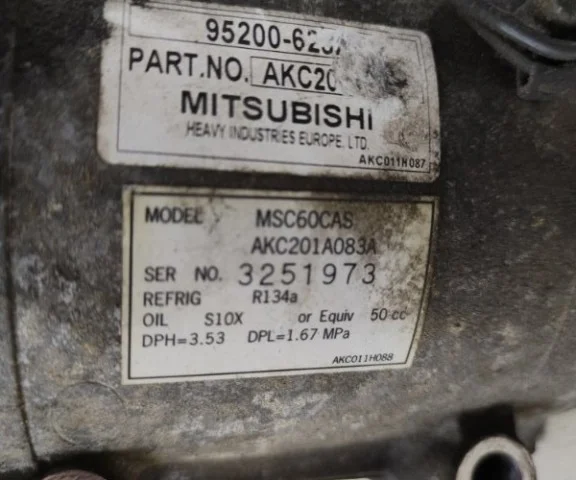 95200-62
PART.NO. AKC20
MITSUBISHI
HEAVY INDUSTRIES EUROPE, LTD.
AKC011H087
MODEL MSC60CAS
AKC201A083A
SER NO. 3251973
REFRIG R134a
OIL S10X or Equiv 50 cc
DPH=3.53 DPL=1.67 MPa
AKC011H088